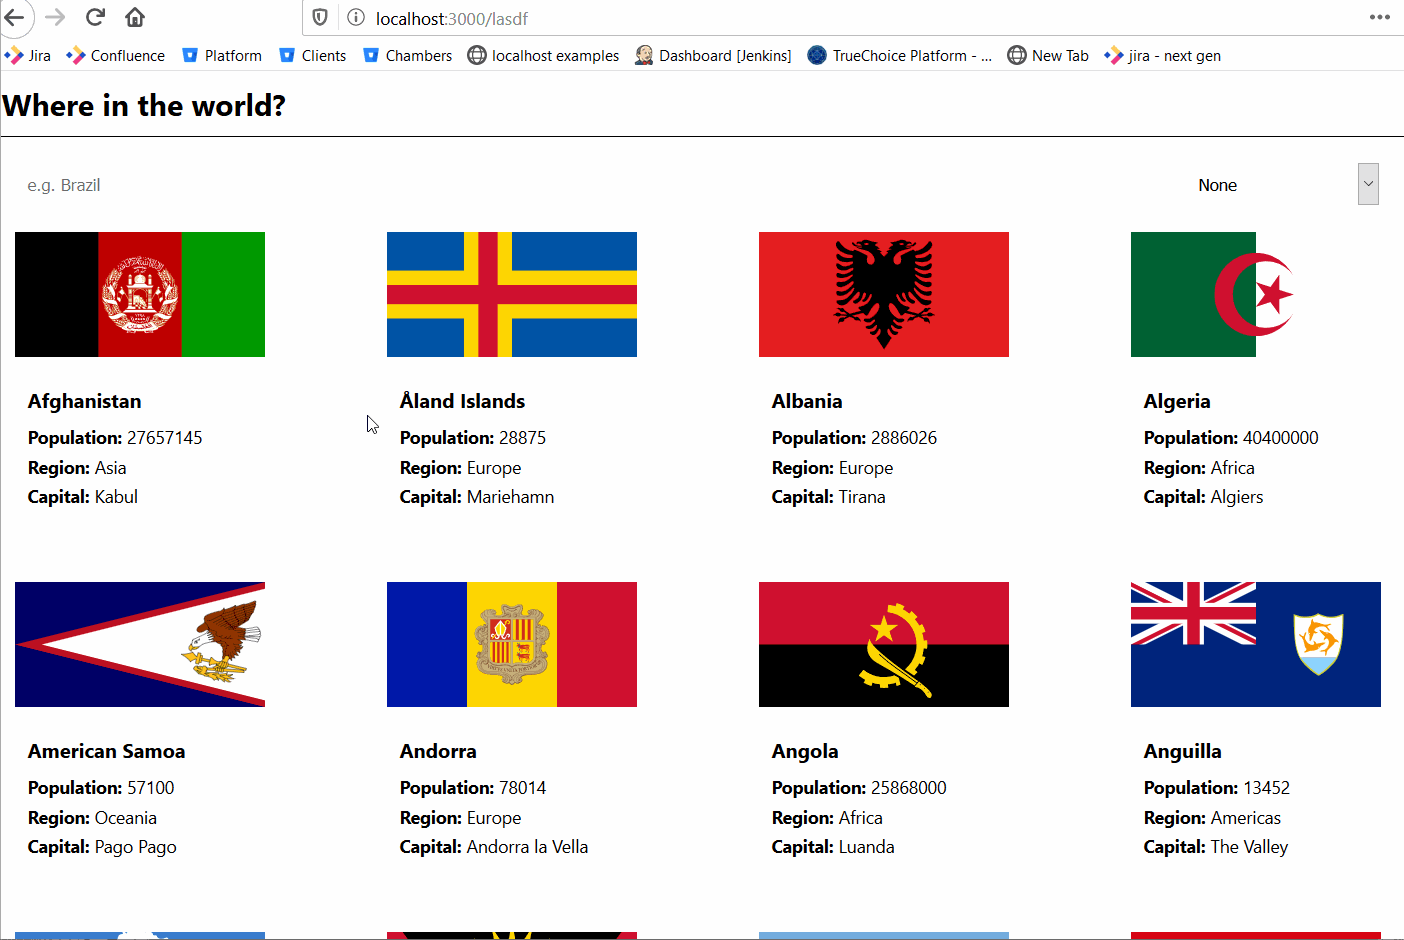 localhost:3000/lasdf
Jira Confluence Platform Clients Chambers localhost examples Dashboard [Jenkins] TrueChoice Platform - ... New Tab jira - next gen
Where in the world?
e.g. Brazil None
Afghanistan Åland Islands Albania Algeria
Population: 27657145 Population: 28875 Population: 2886026 Population: 40400000
Region: Asia Region: Europe Region: Europe Region: Africa
Capital: Kabul Capital: Mariehamn Capital: Tirana Capital: Algiers
American Samoa Andorra Angola Anguilla
Population: 57100 Population: 78014 Population: 25868000 Population: 13452
Region: Oceania Region: Europe Region: Africa Region: Americas
Capital: Pago Pago Capital: Andorra la Vella Capital: Luanda Capital: The Valley